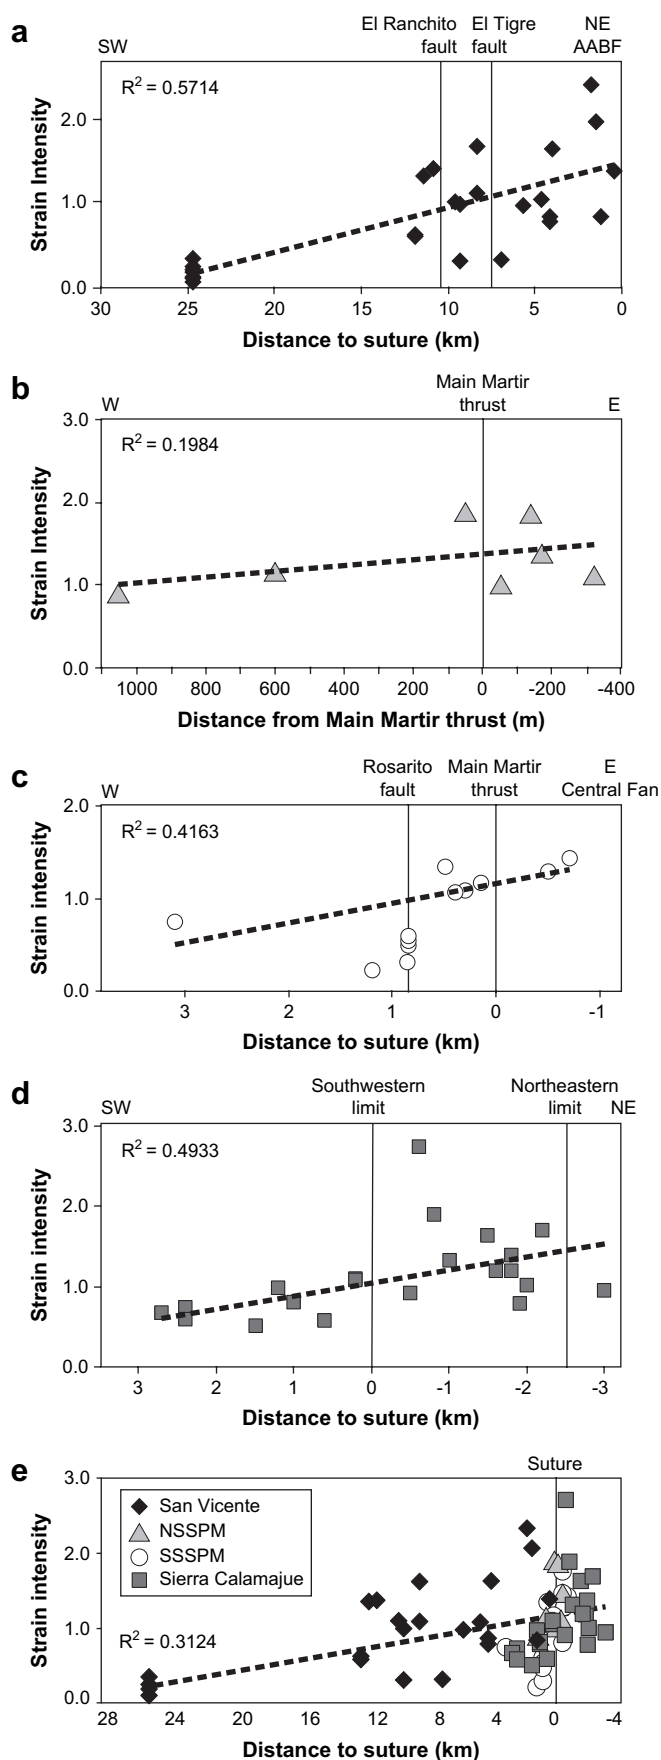 a
El Ranchito El Tigre NE
SW fault fault AABF
R² = 0.5714
2.0
1.0
0.0
Strain Intensity
30 25 20 15 10 5 0
Distance to suture (km)
b
Main Martir
W thrust E
3.0
R² = 0.1984
2.0
1.0
0.0
Strain Intensity
1000 800 600 400 200 0 -200 -400
Distance from Main Martir thrust (m)
c
Rosarito Main Martir E
W fault thrust Central Fan
2.0
R² = 0.4163
1.0
0.0
Strain intensity
3 2 1 0 -1
Distance to suture (km)
d
Southwestern Northeastern
SW limit limit NE
3.0
R² = 0.4933
2.0
1.0
0.0
Strain intensity
3 2 1 0 -1 -2 -3
Distance to suture (km)
e
Suture
3.0
San Vicente
NSSPM
SSSPM
Sierra Calamajue
2.0
1.0
R² = 0.3124
0.0
Strain intensity
28 24 20 16 12 8 4 0 -4
Distance to suture (km)